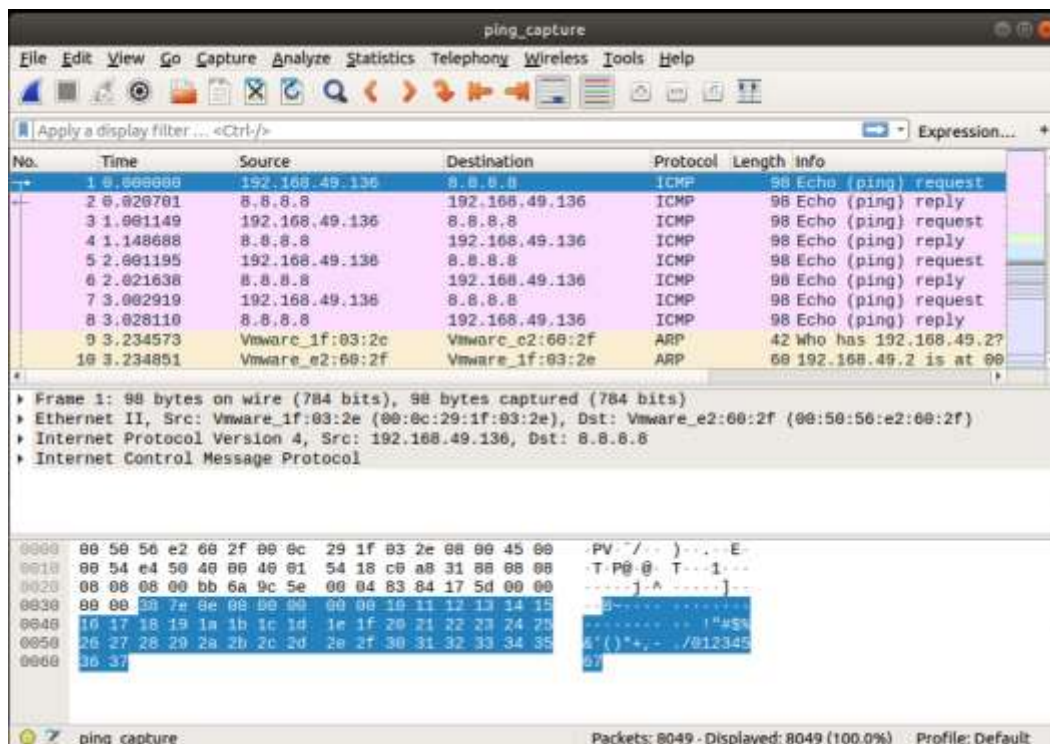 ping_capture
File Edit View Go Capture Analyze Statistics Telephony Wireless Tools Help
Apply a display filter ... <Ctrl-/> Expression... +
No. Time Source Destination Protocol Length Info
1 0.000000 192.168.49.136 8.8.8.8 ICMP 98 Echo (ping) request
2 0.020701 8.8.8.8 192.168.49.136 ICMP 98 Echo (ping) reply
3 1.001149 192.168.49.136 8.8.8.8 ICMP 98 Echo (ping) request
4 1.148688 8.8.8.8 192.168.49.136 ICMP 98 Echo (ping) reply
5 2.001195 192.168.49.136 8.8.8.8 ICMP 98 Echo (ping) request
6 2.021638 8.8.8.8 192.168.49.136 ICMP 98 Echo (ping) reply
7 3.002919 192.168.49.136 8.8.8.8 ICMP 98 Echo (ping) request
8 3.028110 8.8.8.8 192.168.49.136 ICMP 98 Echo (ping) reply
9 3.234573 Vmware_1f:03:2e Vmware_e2:60:2f ARP 42 Who has 192.168.49.2?
10 3.234851 Vmware_e2:60:2f Vmware_1f:03:2e ARP 60 192.168.49.2 is at 00
Frame 1: 98 bytes on wire (784 bits), 98 bytes captured (784 bits)
Ethernet II, Src: Vmware_1f:03:2e (00:0c:29:1f:03:2e), Dst: Vmware_e2:60:2f (00:50:56:e2:60:2f)
Internet Protocol Version 4, Src: 192.168.49.136, Dst: 8.8.8.8
Internet Control Message Protocol
0000 00 50 56 e2 60 2f 00 0c 29 1f 03 2e 08 00 45 00 ·PV·`/·· )··.··E·
0010 00 54 e4 50 40 00 40 01 54 18 c0 a8 31 88 08 08 ·T·P@·@· T···1···
0020 08 08 08 00 bb 6a 9c 5e 00 04 83 84 17 5d 00 00 ·····j·^ ·····]··
0030 00 00 38 7e 0e 00 00 00 00 00 10 11 12 13 14 15 ··8~···· ········
0040 16 17 18 19 1a 1b 1c 1d 1e 1f 20 21 22 23 24 25 ········ ·· !"#$%
0050 26 27 28 29 2a 2b 2c 2d 2e 2f 30 31 32 33 34 35 &'()*+,- ./012345
0060 36 37 67
ping_capture Packets: 8049 · Displayed: 8049 (100.0%) Profile: Default